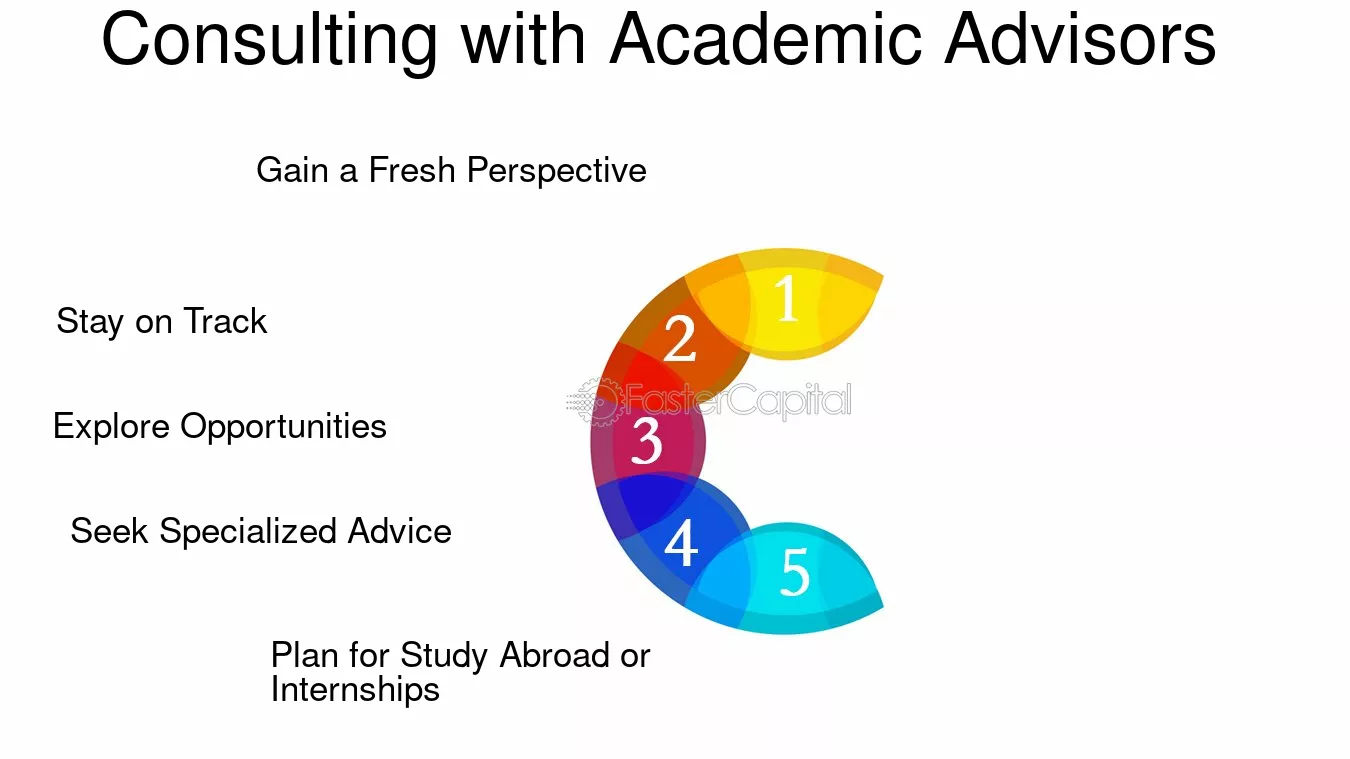 Consulting with Academic Advisors
Gain a Fresh Perspective
1
Stay on Track
2
FasterCapital
Explore Opportunities
3
Seek Specialized Advice
4
5
Plan for Study Abroad or
Internships